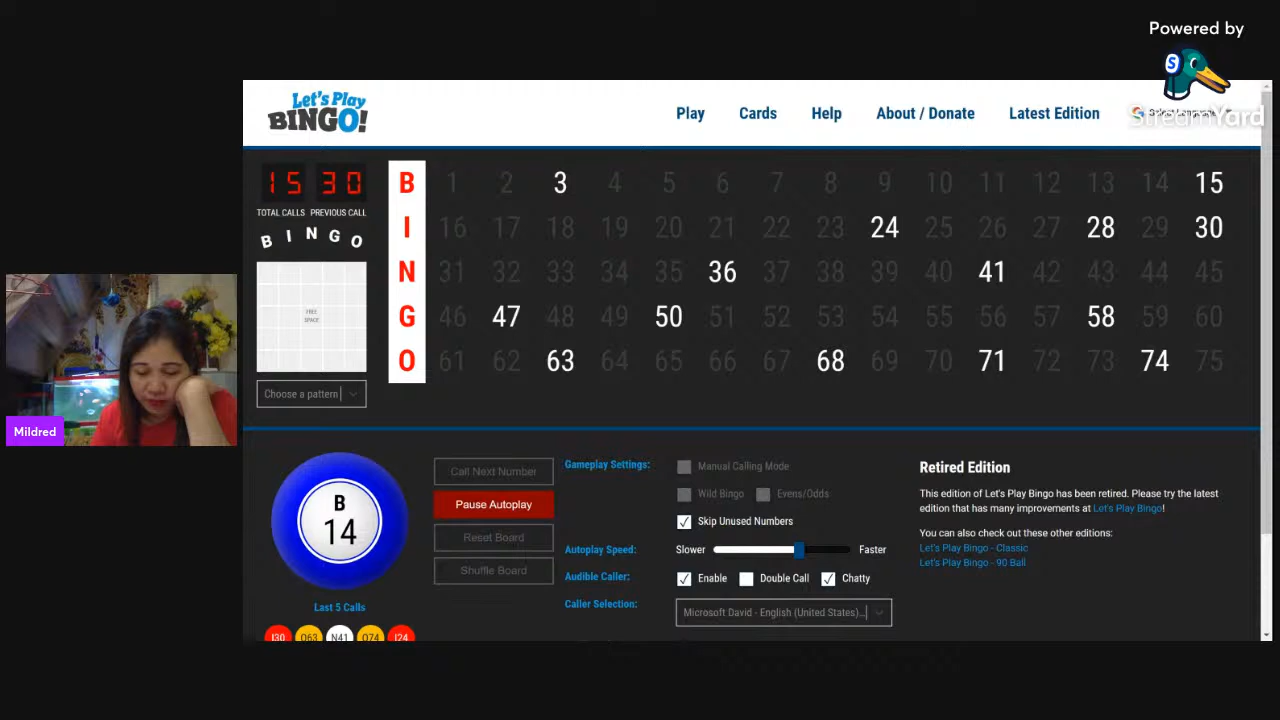 Powered by
StreamYard
Let's Play
BINGO!
Play
Cards
Help
About / Donate
Latest Edition
Select Language
15 30
TOTAL CALLS PREVIOUS CALL
B I N G O
FREE
SPACE
Choose a pattern
B 1 2 3 4 5 6 7 8 9 10 11 12 13 14 15
I 16 17 18 19 20 21 22 23 24 25 26 27 28 29 30
N 31 32 33 34 35 36 37 38 39 40 41 42 43 44 45
G 46 47 48 49 50 51 52 53 54 55 56 57 58 59 60
O 61 62 63 64 65 66 67 68 69 70 71 72 73 74 75
Mildred
B
14
Last 5 Calls
I30 O63 N41 O74 I24
Call Next Number
Pause Autoplay
Reset Board
Shuffle Board
Gameplay Settings:
Manual Calling Mode
Wild Bingo Evens/Odds
Skip Unused Numbers
Autoplay Speed: Slower Faster
Audible Caller: Enable Double Call Chatty
Caller Selection: Microsoft David - English (United States)...
Retired Edition
This edition of Let's Play Bingo has been retired. Please try the latest
edition that has many improvements at Let's Play Bingo!
You can also check out these other editions:
Let's Play Bingo - Classic
Let's Play Bingo - 90 Ball